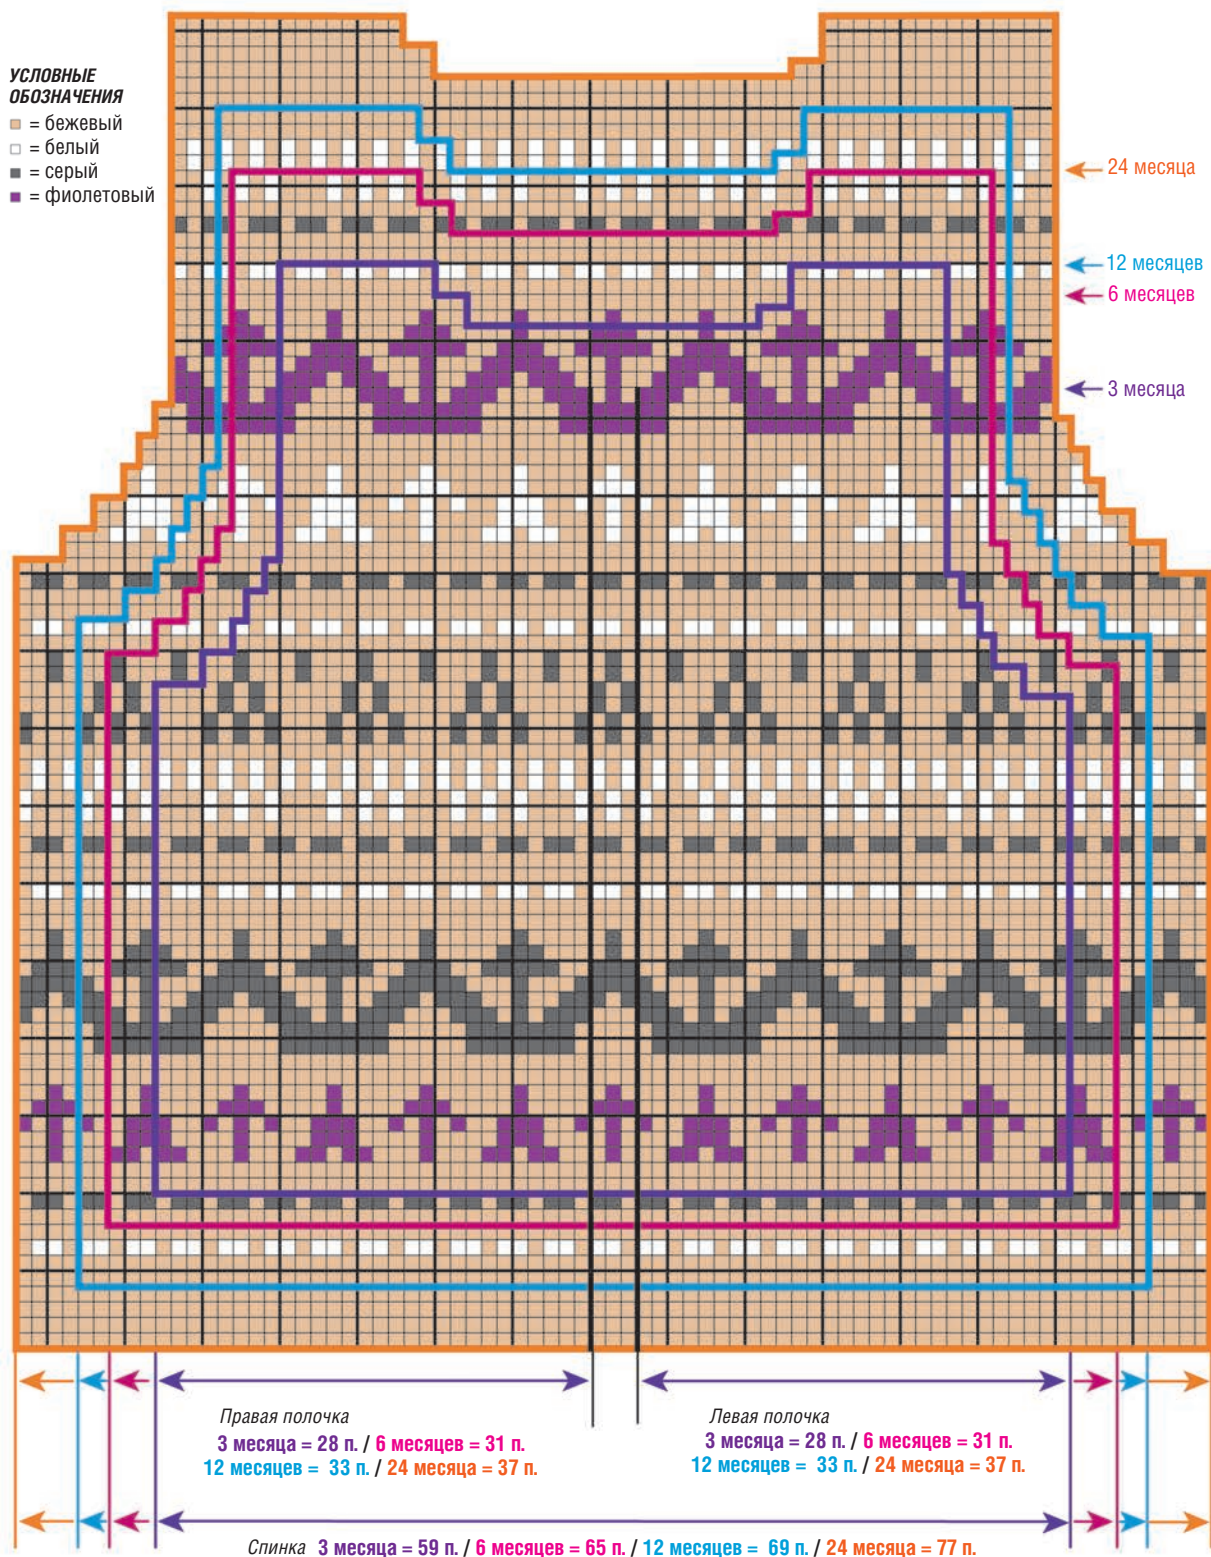 УСЛОВНЫЕ
ОБОЗНАЧЕНИЯ
= бежевый
= белый
= серый
= фиолетовый
24 месяца
12 месяцев
6 месяцев
3 месяца
Правая полочка
3 месяца = 28 п. / 6 месяцев = 31 п.
12 месяцев = 33 п. / 24 месяца = 37 п.
Левая полочка
3 месяца = 28 п. / 6 месяцев = 31 п.
12 месяцев = 33 п. / 24 месяца = 37 п.
Спинка 3 месяца = 59 п. / 6 месяцев = 65 п. / 12 месяцев = 69 п. / 24 месяца = 77 п.